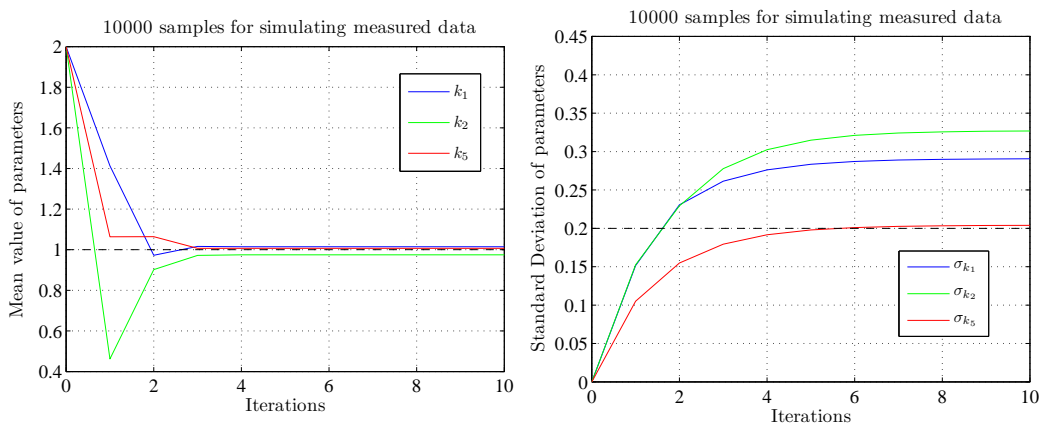 10000 samples for simulating measured data
Mean value of parameters
2
1.8
1.6
1.4
1.2
1
0.8
0.6
0.4
k1
k2
k5
0 2 4 6 8 10
Iterations
10000 samples for simulating measured data
Standard Deviation of parameters
0.45
0.4
0.35
0.3
0.25
0.2
0.15
0.1
0.05
0
σk1
σk2
σk5
0 2 4 6 8 10
Iterations